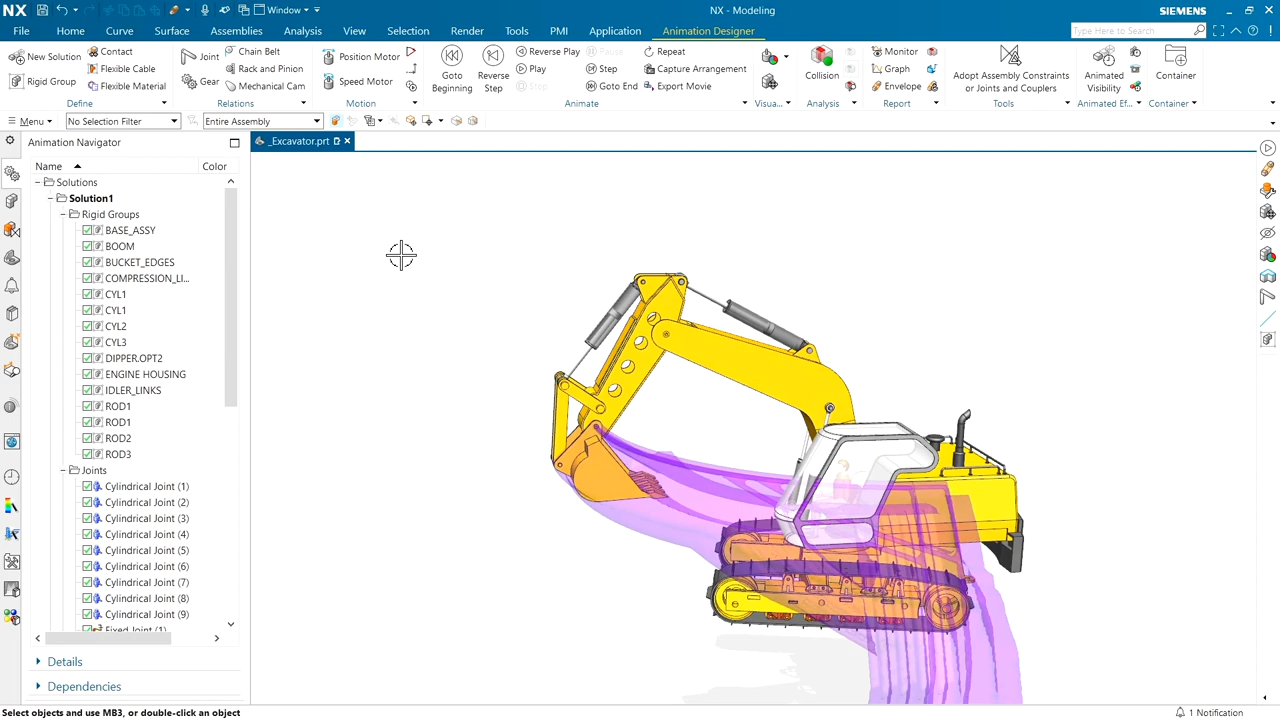 NX
Window
NX - Modeling
SIEMENS
File Home Curve Surface Assemblies Analysis View Selection Render Tools PMI Application Animation Designer
Type Here to Search
New Solution
Rigid Group
Contact
Flexible Cable
Flexible Material
Define
Joint
Gear
Chain Belt
Rack and Pinion
Mechanical Cam
Relations
Position Motor
Speed Motor
Motion
Goto Beginning
Reverse Step
Reverse Play
Play
Stop
Pause
Step
Goto End
Repeat
Capture Arrangement
Export Movie
Animate
Visua...
Collision
Analysis
Monitor
Graph
Envelope
Report
Adopt Assembly Constraints or Joints and Couplers
Tools
Animated Visibility
Animated Ef...
Container
Container
Menu
No Selection Filter
Entire Assembly
Animation Navigator
_Excavator.prt
Name
Color
Solutions
Solution1
Rigid Groups
BASE_ASSY
BOOM
BUCKET_EDGES
COMPRESSION_LI...
CYL1
CYL1
CYL2
CYL3
DIPPER.OPT2
ENGINE HOUSING
IDLER_LINKS
ROD1
ROD1
ROD2
ROD3
Joints
Cylindrical Joint (1)
Cylindrical Joint (2)
Cylindrical Joint (3)
Cylindrical Joint (4)
Cylindrical Joint (5)
Cylindrical Joint (6)
Cylindrical Joint (7)
Cylindrical Joint (8)
Cylindrical Joint (9)
Fixed Joint (1)
Details
Dependencies
Select objects and use MB3, or double-click an object
1 Notification